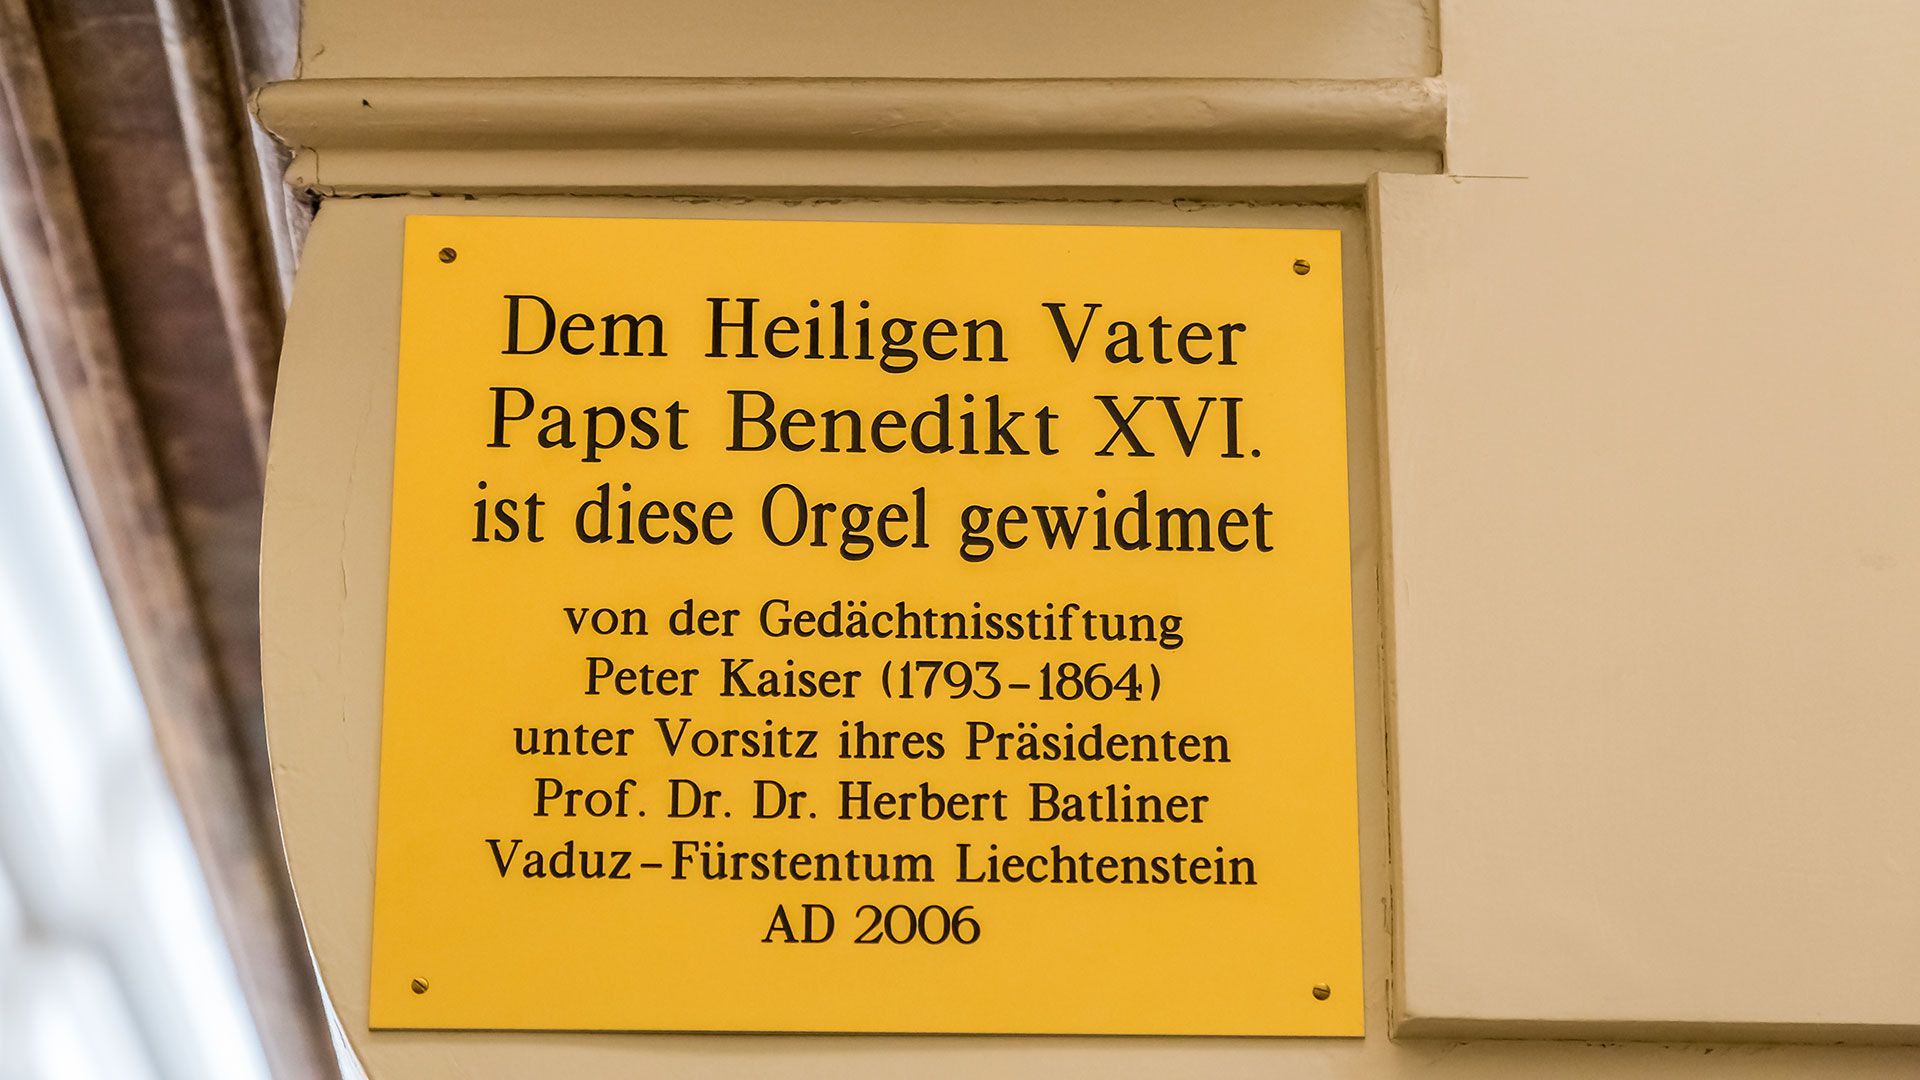 Dem Heiligen Vater
Papst Benedikt XVI.
ist diese Orgel gewidmet
von der Gedächtnisstiftung
Peter Kaiser (1793–1864)
unter Vorsitz ihres Präsidenten
Prof. Dr. Dr. Herbert Batliner
Vaduz–Fürstentum Liechtenstein
AD 2006